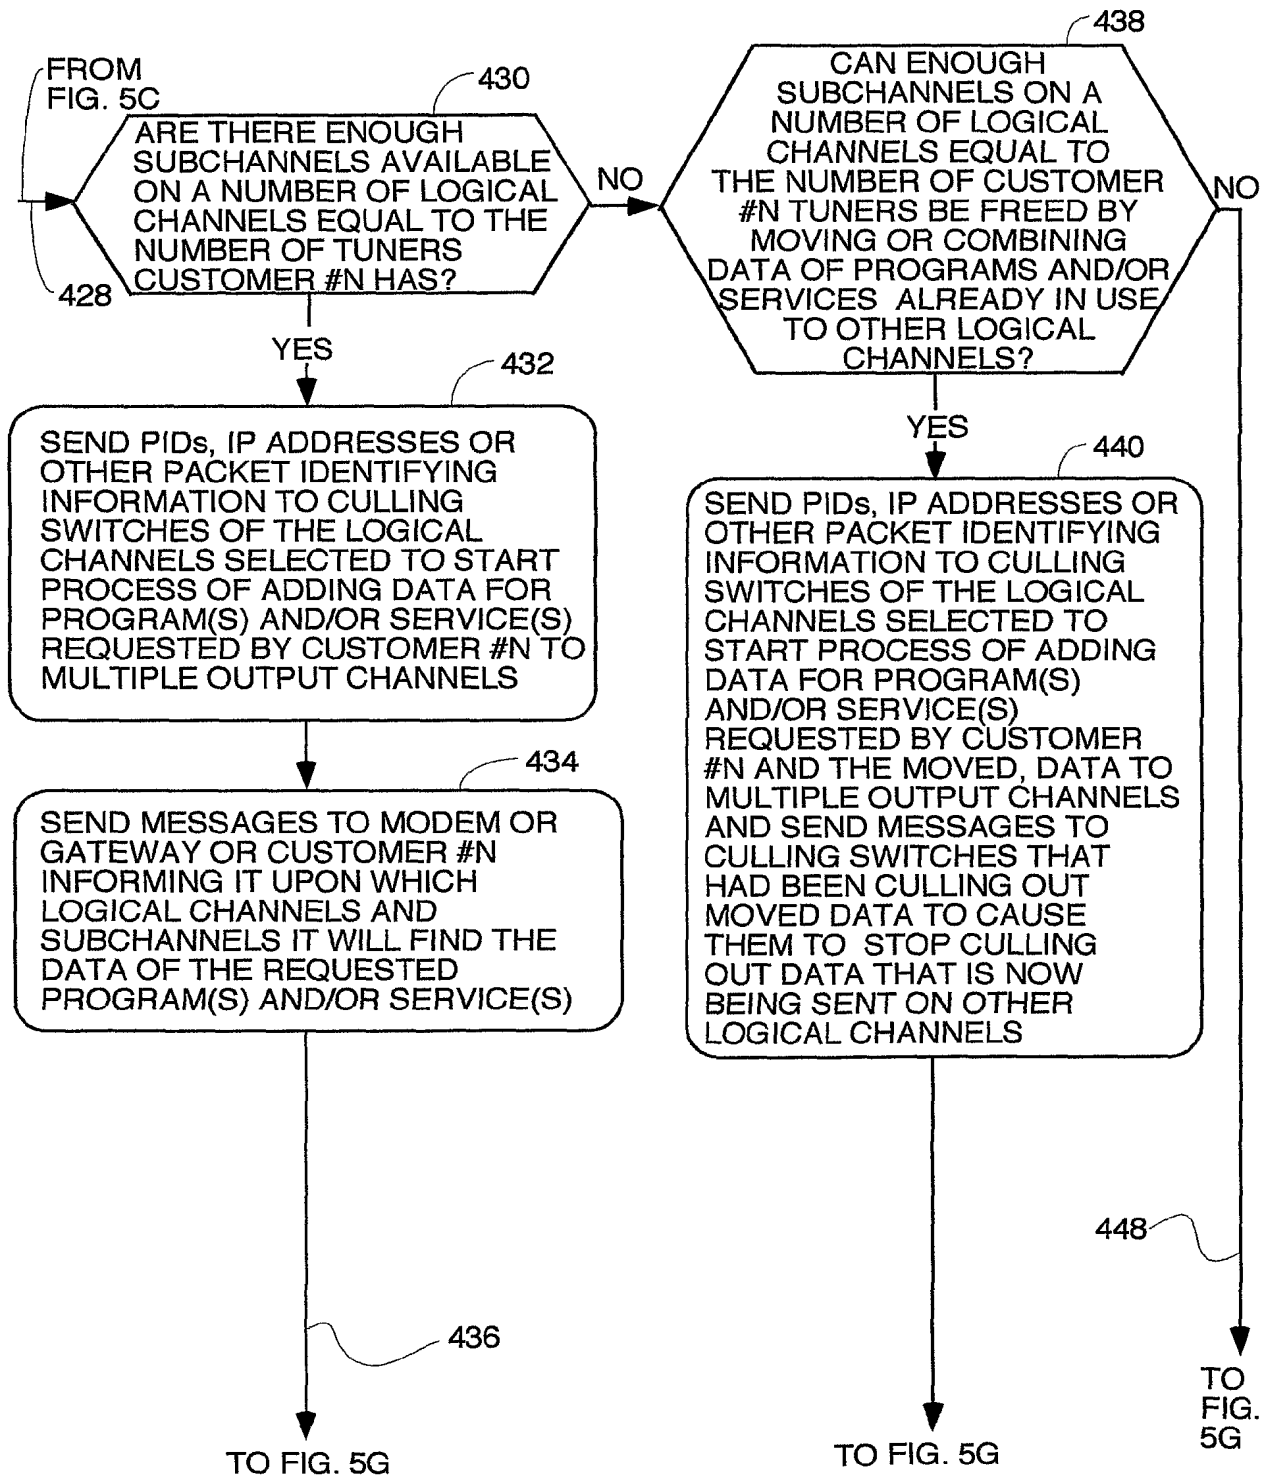 FROM
FIG. 5C
428
430
ARE THERE ENOUGH
SUBCHANNELS AVAILABLE
ON A NUMBER OF LOGICAL
CHANNELS EQUAL TO THE
NUMBER OF TUNERS
CUSTOMER #N HAS?
NO
YES
438
CAN ENOUGH
SUBCHANNELS ON A
NUMBER OF LOGICAL
CHANNELS EQUAL TO
THE NUMBER OF CUSTOMER
#N TUNERS BE FREED BY
MOVING OR COMBINING
DATA OF PROGRAMS AND/OR
SERVICES ALREADY IN USE
TO OTHER LOGICAL
CHANNELS?
NO
YES
432
SEND PIDs, IP ADDRESSES OR
OTHER PACKET IDENTIFYING
INFORMATION TO CULLING
SWITCHES OF THE LOGICAL
CHANNELS SELECTED TO START
PROCESS OF ADDING DATA FOR
PROGRAM(S) AND/OR SERVICE(S)
REQUESTED BY CUSTOMER #N TO
MULTIPLE OUTPUT CHANNELS
434
SEND MESSAGES TO MODEM OR
GATEWAY OR CUSTOMER #N
INFORMING IT UPON WHICH
LOGICAL CHANNELS AND
SUBCHANNELS IT WILL FIND THE
DATA OF THE REQUESTED
PROGRAM(S) AND/OR SERVICE(S)
436
TO FIG. 5G
440
SEND PIDs, IP ADDRESSES OR
OTHER PACKET IDENTIFYING
INFORMATION TO CULLING
SWITCHES OF THE LOGICAL
CHANNELS SELECTED TO
START PROCESS OF ADDING
DATA FOR PROGRAM(S)
AND/OR SERVICE(S)
REQUESTED BY CUSTOMER
#N AND THE MOVED, DATA TO
MULTIPLE OUTPUT CHANNELS
AND SEND MESSAGES TO
CULLING SWITCHES THAT
HAD BEEN CULLING OUT
MOVED DATA TO CAUSE
THEM TO STOP CULLING
OUT DATA THAT IS NOW
BEING SENT ON OTHER
LOGICAL CHANNELS
TO FIG. 5G
448
TO
FIG.
5G